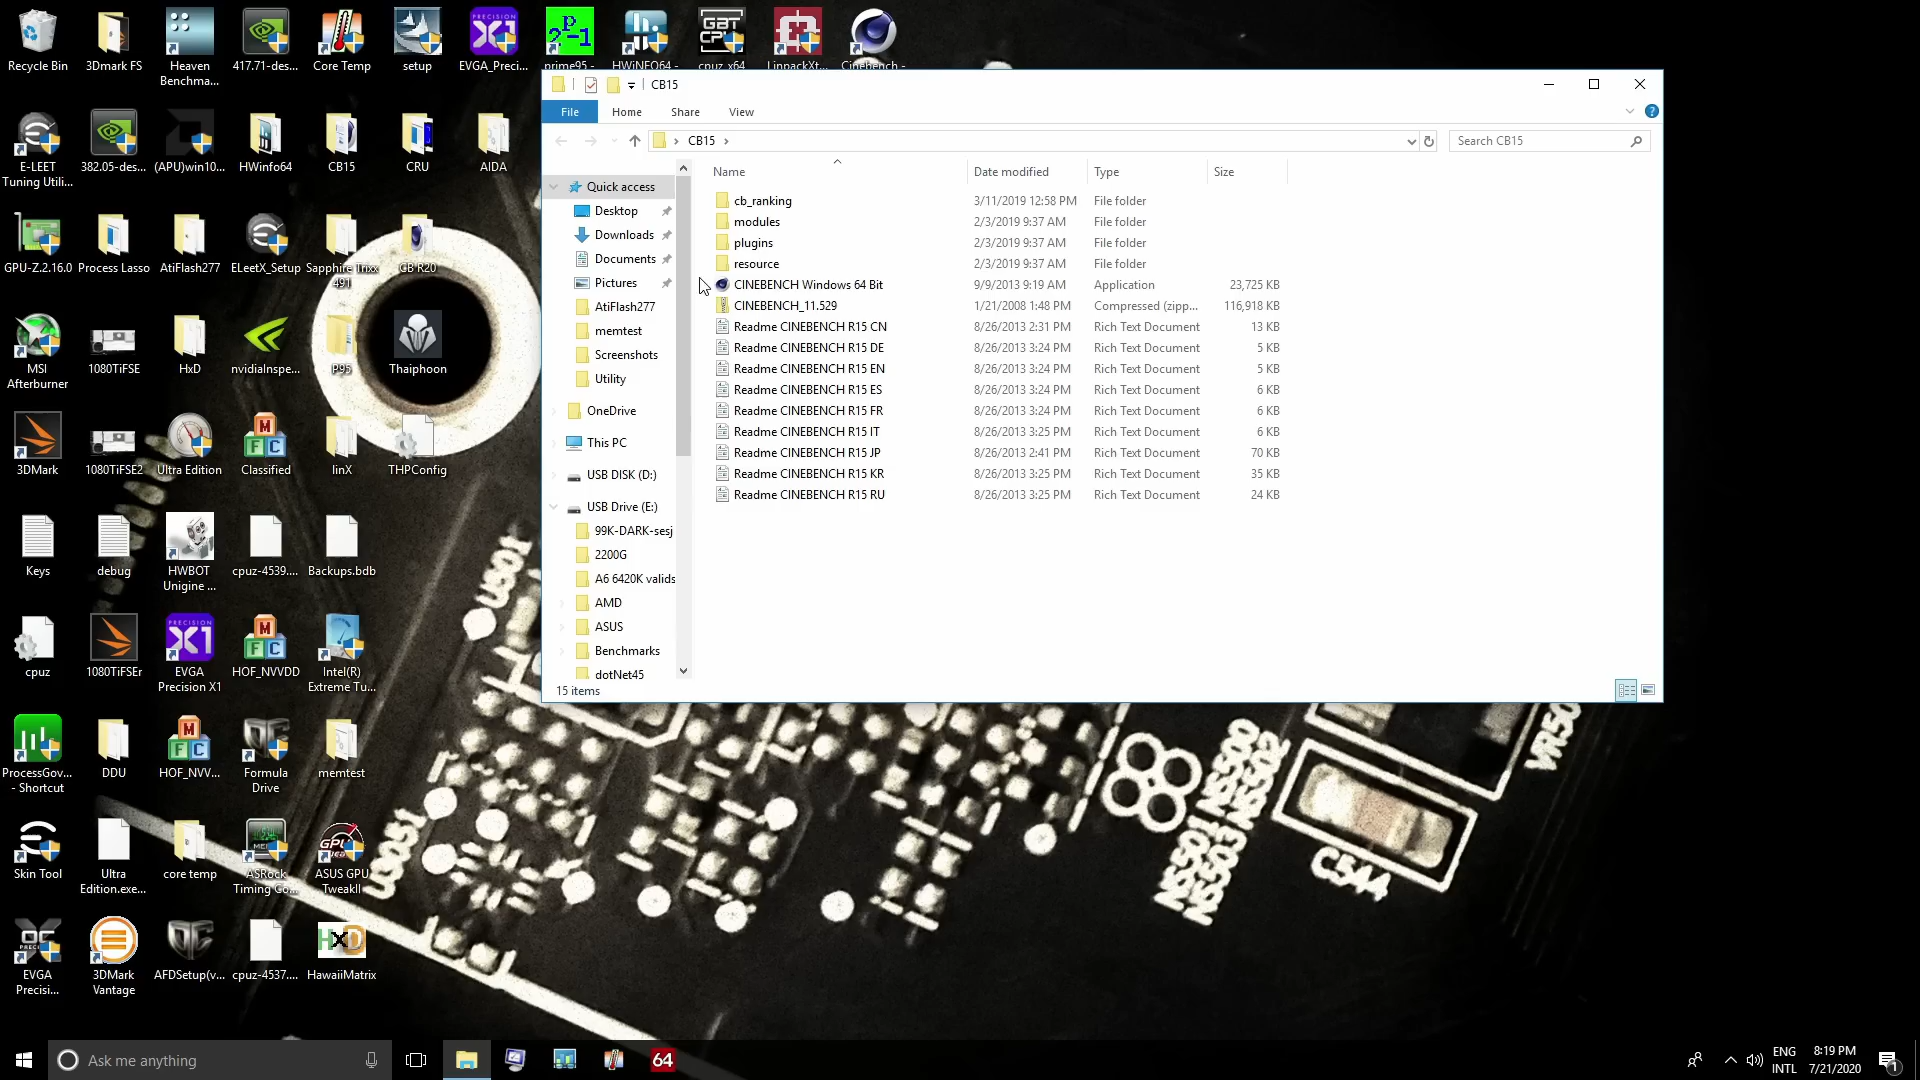 Recycle Bin
3Dmark FS
Heaven
Benchma...
417.71-des...
Core Temp
setup
EVGA_Preci...
prime95 -
HWiNFO64 -
cpuz_x64
LinpackXt...
Cinebench -
E-LEET
Tuning Utili...
382.05-des...
(APU)win10...
HWinfo64
CB15
CRU
AIDA
GPU-Z.2.16.0
Process Lasso
AtiFlash277
ELeetX_Setup
Sapphire Trixx
491
CB R20
MSI
Afterburner
1080TiFSE
HxD
nvidiaInspe...
P95
Thaiphoon
3DMark
1080TiFSE2
Ultra Edition
Classified
linX
THPConfig
Keys
debug
HWBOT
Unigine ...
cpuz-4539....
Backups.bdb
cpuz
1080TiFSEr
EVGA
Precision X1
HOF_NVVDD
Intel(R)
Extreme Tu...
ProcessGov...
- Shortcut
DDU
HOF_NVV...
Formula
Drive
memtest
Skin Tool
Ultra
Edition.exe...
core temp
ASRock
Timing Co...
ASUS GPU
TweakII
EVGA
Precisi...
3DMark
Vantage
AFDSetup(v...
cpuz-4537....
HawaiiMatrix
CB15
File Home Share View
CB15
Search CB15
Quick access
Desktop
Downloads
Documents
Pictures
AtiFlash277
memtest
Screenshots
Utility
OneDrive
This PC
USB DISK (D:)
USB Drive (E:)
99K-DARK-sesj
2200G
A6 6420K valids
AMD
ASUS
Benchmarks
dotNet45
Name Date modified Type Size
cb_ranking 3/11/2019 12:58 PM File folder
modules 2/3/2019 9:37 AM File folder
plugins 2/3/2019 9:37 AM File folder
resource 2/3/2019 9:37 AM File folder
CINEBENCH Windows 64 Bit 9/9/2013 9:19 AM Application 23,725 KB
CINEBENCH_11.529 1/21/2008 1:48 PM Compressed (zipp... 116,918 KB
Readme CINEBENCH R15 CN 8/26/2013 2:31 PM Rich Text Document 13 KB
Readme CINEBENCH R15 DE 8/26/2013 3:24 PM Rich Text Document 5 KB
Readme CINEBENCH R15 EN 8/26/2013 3:24 PM Rich Text Document 5 KB
Readme CINEBENCH R15 ES 8/26/2013 3:24 PM Rich Text Document 6 KB
Readme CINEBENCH R15 FR 8/26/2013 3:24 PM Rich Text Document 6 KB
Readme CINEBENCH R15 IT 8/26/2013 3:25 PM Rich Text Document 6 KB
Readme CINEBENCH R15 JP 8/26/2013 2:41 PM Rich Text Document 70 KB
Readme CINEBENCH R15 KR 8/26/2013 3:25 PM Rich Text Document 35 KB
Readme CINEBENCH R15 RU 8/26/2013 3:25 PM Rich Text Document 24 KB
15 items
NS500
NS502
NS501
NS503
C544
Ask me anything
64
ENG
INTL
8:19 PM
7/21/2020
1